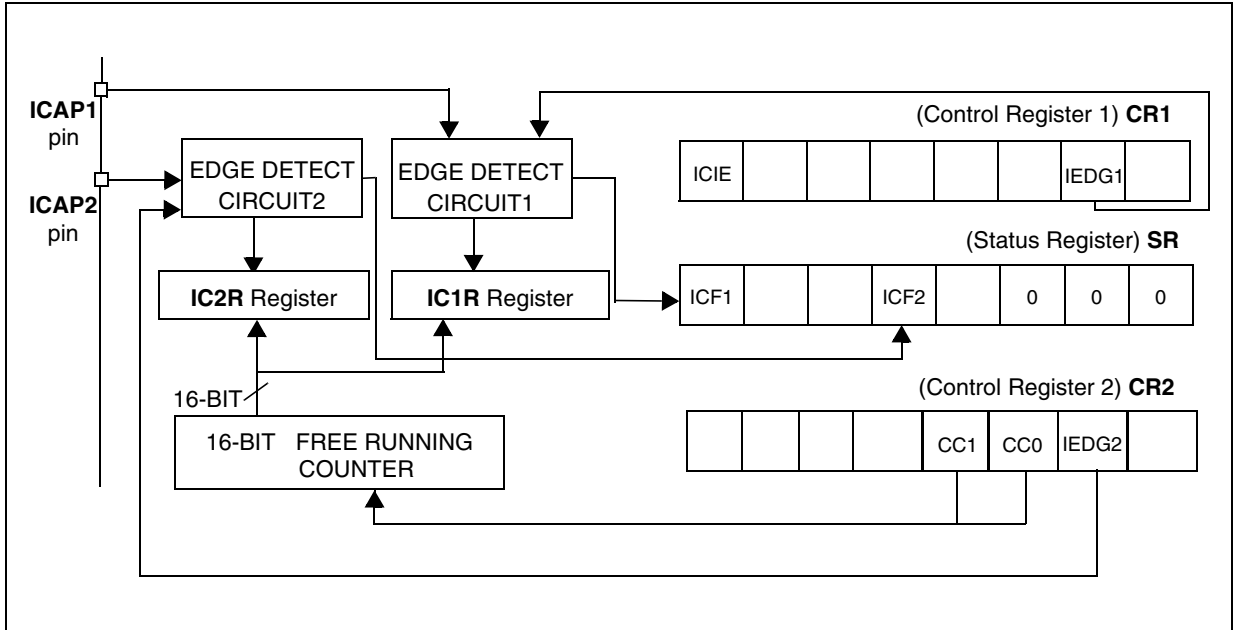 ICAP1
pin
ICAP2
pin
EDGE DETECT
CIRCUIT2
EDGE DETECT
CIRCUIT1
IC2R Register
IC1R Register
16-BIT
16-BIT FREE RUNNING
COUNTER
(Control Register 1) CR1
ICIE IEDG1
(Status Register) SR
ICF1 ICF2 0 0 0
(Control Register 2) CR2
CC1 CC0 IEDG2